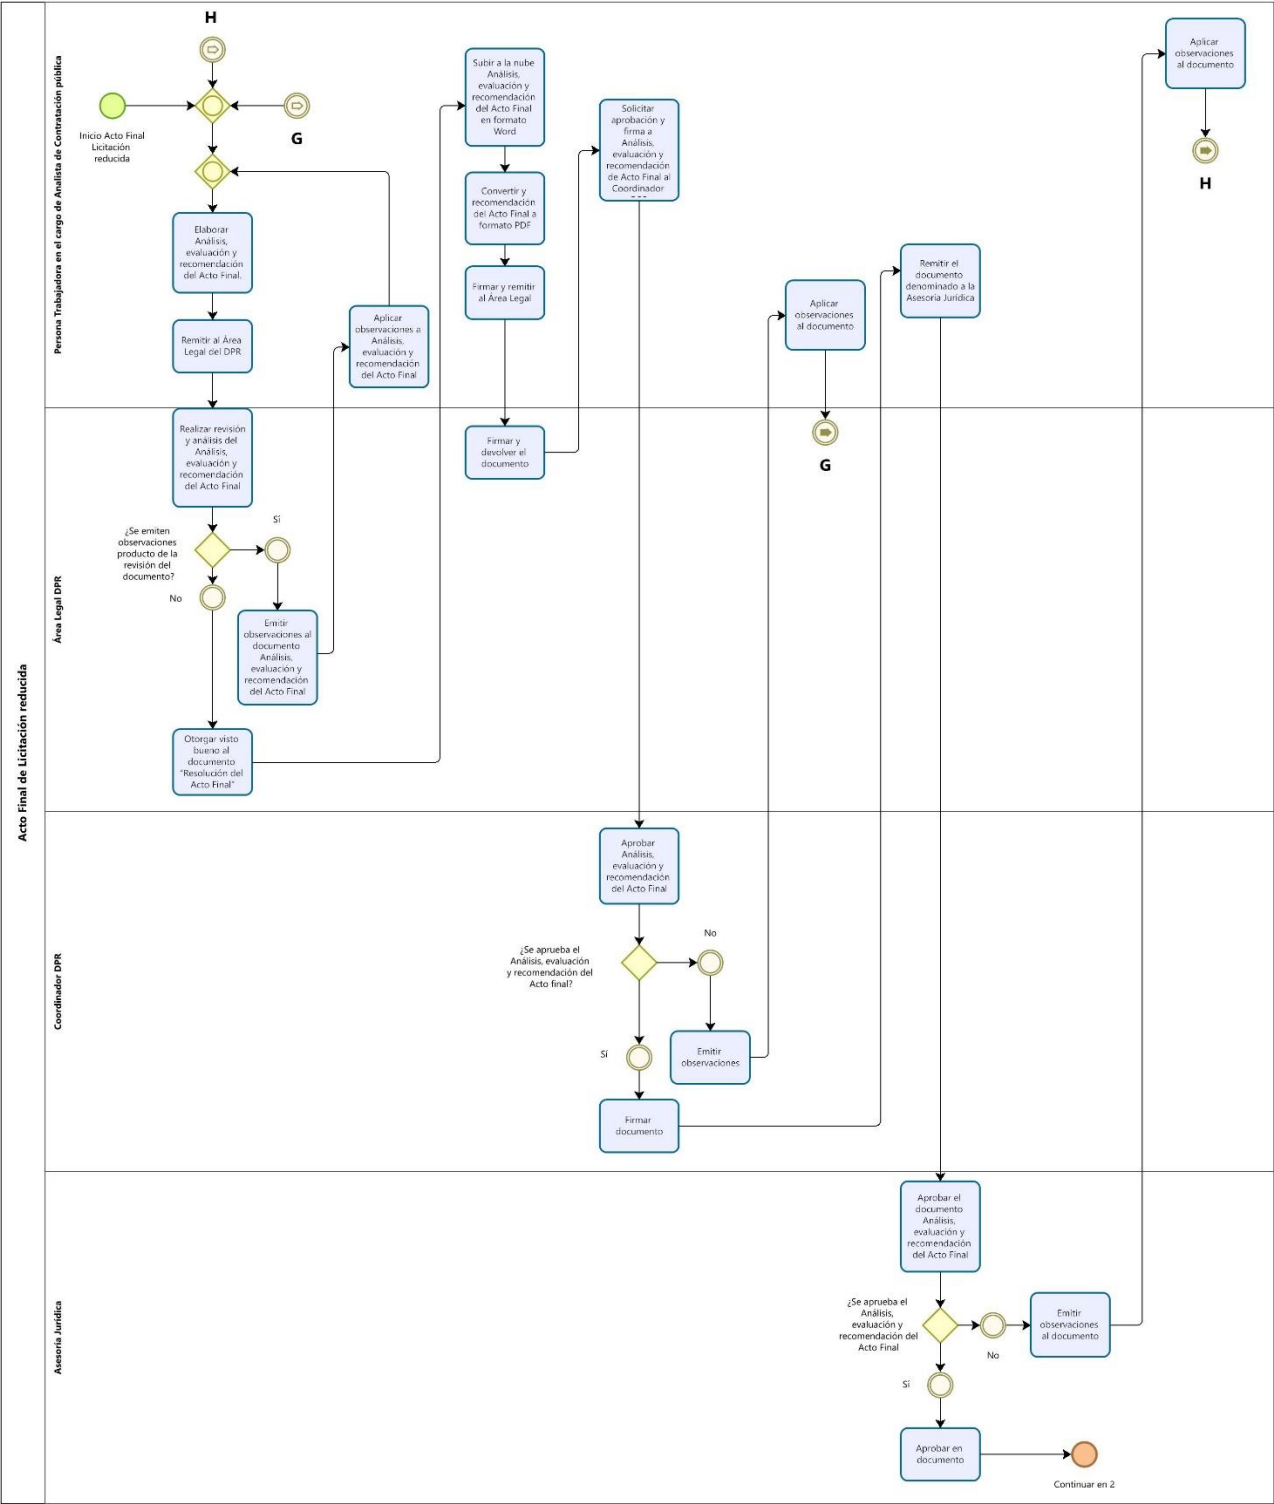 Acto Final de Licitación reducida
Persona Trabajadora en el cargo de Analista de Contratación pública
H
Inicio Acto Final
Licitación
reducida
G
Elaborar
Análisis,
evaluación y
recomendación
del Acto Final.
Remitir al Área
Legal del DPR
Aplicar
observaciones a
Análisis,
evaluación y
recomendación
del Acto Final
Subir a la nube
Análisis,
evaluación y
recomendación
del Acto Final
en formato
Word
Convertir y
recomendación
del Acto Final a
formato PDF
Firmar y remitir
al Área Legal
Solicitar
aprobación y
firma a
Análisis,
evaluación y
recomendación
de Acto Final al
Coordinador
Aplicar
observaciones
al documento
Remitir el
documento
denominado a la
Asesoría Jurídica
Aplicar
observaciones
al documento
H
Área Legal DPR
Realizar revisión
y análisis del
Análisis,
evaluación y
recomendación
del Acto Final
¿Se emiten
observaciones
producto de la
revisión del
documento?
Sí
No
Emitir
observaciones al
documento
Análisis,
evaluación y
recomendación
del Acto Final
Otorgar visto
bueno al
documento
"Resolución del
Acto Final"
Firmar y
devolver el
documento
G
Coordinador DPR
Aprobar
Análisis,
evaluación y
recomendación
del Acto Final
¿Se aprueba el
Análisis, evaluación
y recomendación del
Acto final?
No
Sí
Emitir
observaciones
Firmar
documento
Asesoría Jurídica
Aprobar el
documento
Análisis,
evaluación y
recomendación
del Acto Final
¿Se aprueba el
Análisis,
evaluación y
recomendación del
Acto Final
No
Emitir
observaciones
al documento
Sí
Aprobar en
documento
Continuar en 2